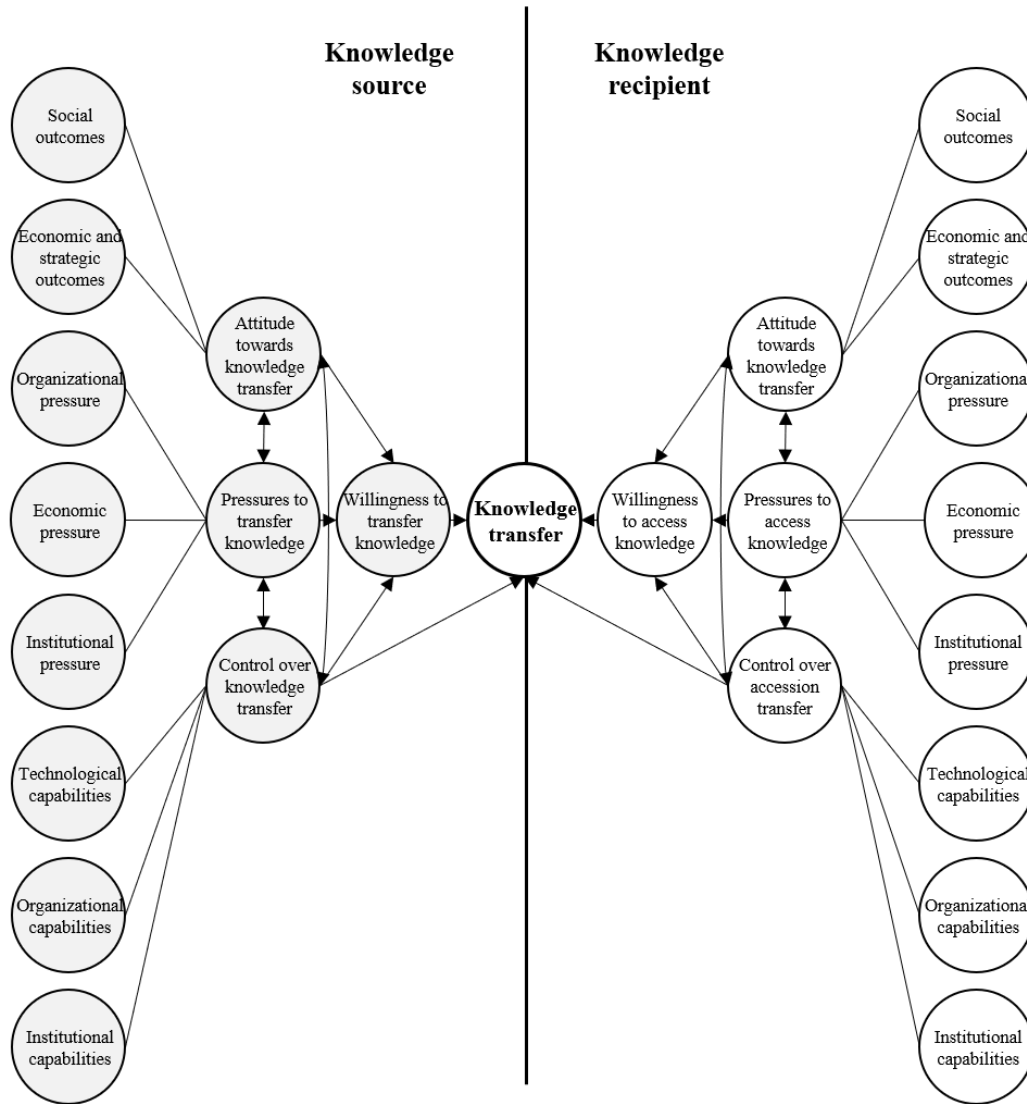 Knowledge
source
Knowledge
recipient
Social
outcomes
Economic and
strategic
outcomes
Organizational
pressure
Economic
pressure
Institutional
pressure
Technological
capabilities
Organizational
capabilities
Institutional
capabilities
Attitude
towards
knowledge
transfer
Pressures to
transfer
knowledge
Control over
knowledge
transfer
Willingness to
transfer
knowledge
Knowledge
transfer
Willingness
to access
knowledge
Attitude
towards
knowledge
transfer
Pressures to
access
knowledge
Control over
accession
transfer
Social
outcomes
Economic and
strategic
outcomes
Organizational
pressure
Economic
pressure
Institutional
pressure
Technological
capabilities
Organizational
capabilities
Institutional
capabilities